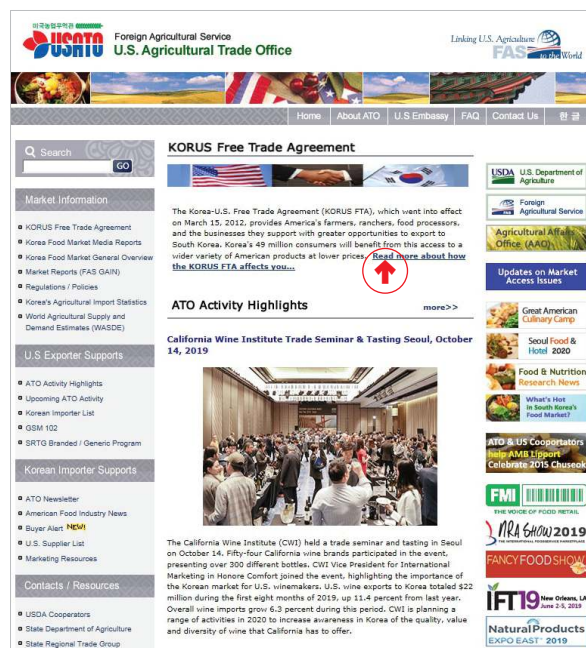 미국농업무역관
USATO
Foreign Agricultural Service
U.S. Agricultural Trade Office
Linking U.S. Agriculture
FAS
to the World
Home
About ATO
U.S Embassy
FAQ
Contact Us
한글
Search
GO
Market Information
KORUS Free Trade Agreement
Korea Food Market Media Reports
Korea Food Market General Overview
Market Reports (FAS GAIN)
Regulations / Policies
Korea's Agricultural Import Statistics
World Agricultural Supply and
Demand Estimates (WASDE)
U.S Exporter Supports
ATO Activity Highlights
Upcoming ATO Activity
Korean Importer List
GSM 102
SRTG Branded / Generic Program
Korean Importer Supports
ATO Newsletter
American Food Industry News
Buyer Alert NEW!
U.S. Supplier List
Marketing Resources
Contacts / Resources
USDA Cooperators
State Department of Agriculture
State Regional Trade Group
KORUS Free Trade Agreement
The Korea-U.S. Free Trade Agreement (KORUS FTA), which went into effect
on March 15, 2012, provides America's farmers, ranchers, food processors,
and the businesses they support with greater opportunities to export to
South Korea. Korea's 49 million consumers will benefit from this access to a
wider variety of American products at lower prices. Read more about how
the KORUS FTA affects you...
ATO Activity Highlights
more>>
California Wine Institute Trade Seminar & Tasting Seoul, October
14, 2019
The California Wine Institute (CWI) held a trade seminar and tasting in Seoul
on October 14. Fifty-four California wine brands participated in the event,
presenting over 300 different bottles. CWI Vice President for International
Marketing in Honore Comfort joined the event, highlighting the importance of
the Korean market for U.S. winemakers. U.S. wine exports to Korea totaled $22
million during the first eight months of 2019, up 11.4 percent from last year.
Overall wine imports grow 6.3 percent during this period. CWI is planning a
range of activities in 2020 to increase awareness in Korea of the quality, value
and diversity of wine that California has to offer.
USDA U.S. Department of
Agriculture
Foreign
Agricultural Service
Agricultural Affairs
Office (AAO)
Updates on Market
Access Issues
Great American
Culinary Camp
Seoul Food &
Hotel 2020
Food & Nutrition
Research News
What's Hot
in South Korea's
Food Market?
ATO & US Cooportators
help AMB Lipport
Celebrate 2015 Chuseok
FMI
THE VOICE OF FOOD RETAIL
NRA SHOW 2019
FANCY FOOD SHOW
IFT19 New Orleans, LA
June 2-5, 2019
Natural Products
EXPO EAST 2019